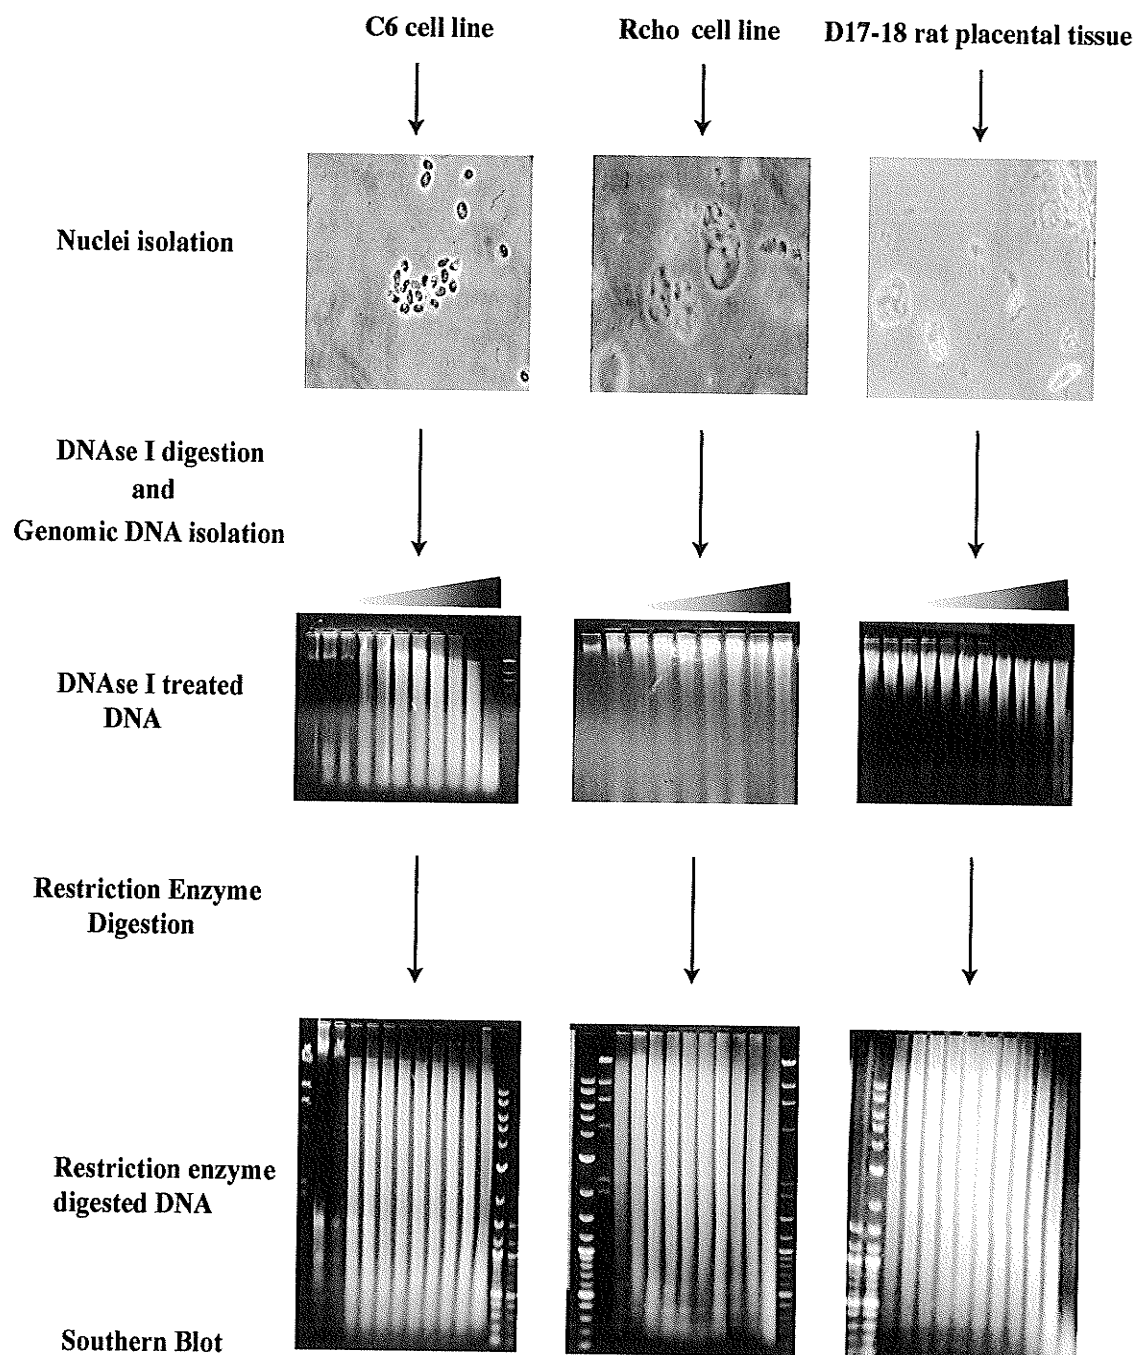 C6 cell line
Rcho cell line
D17-18 rat placental tissue
Nuclei isolation
DNAse I digestion
and
Genomic DNA isolation
DNAse I treated
DNA
Restriction Enzyme
Digestion
Restriction enzyme
digested DNA
Southern Blot